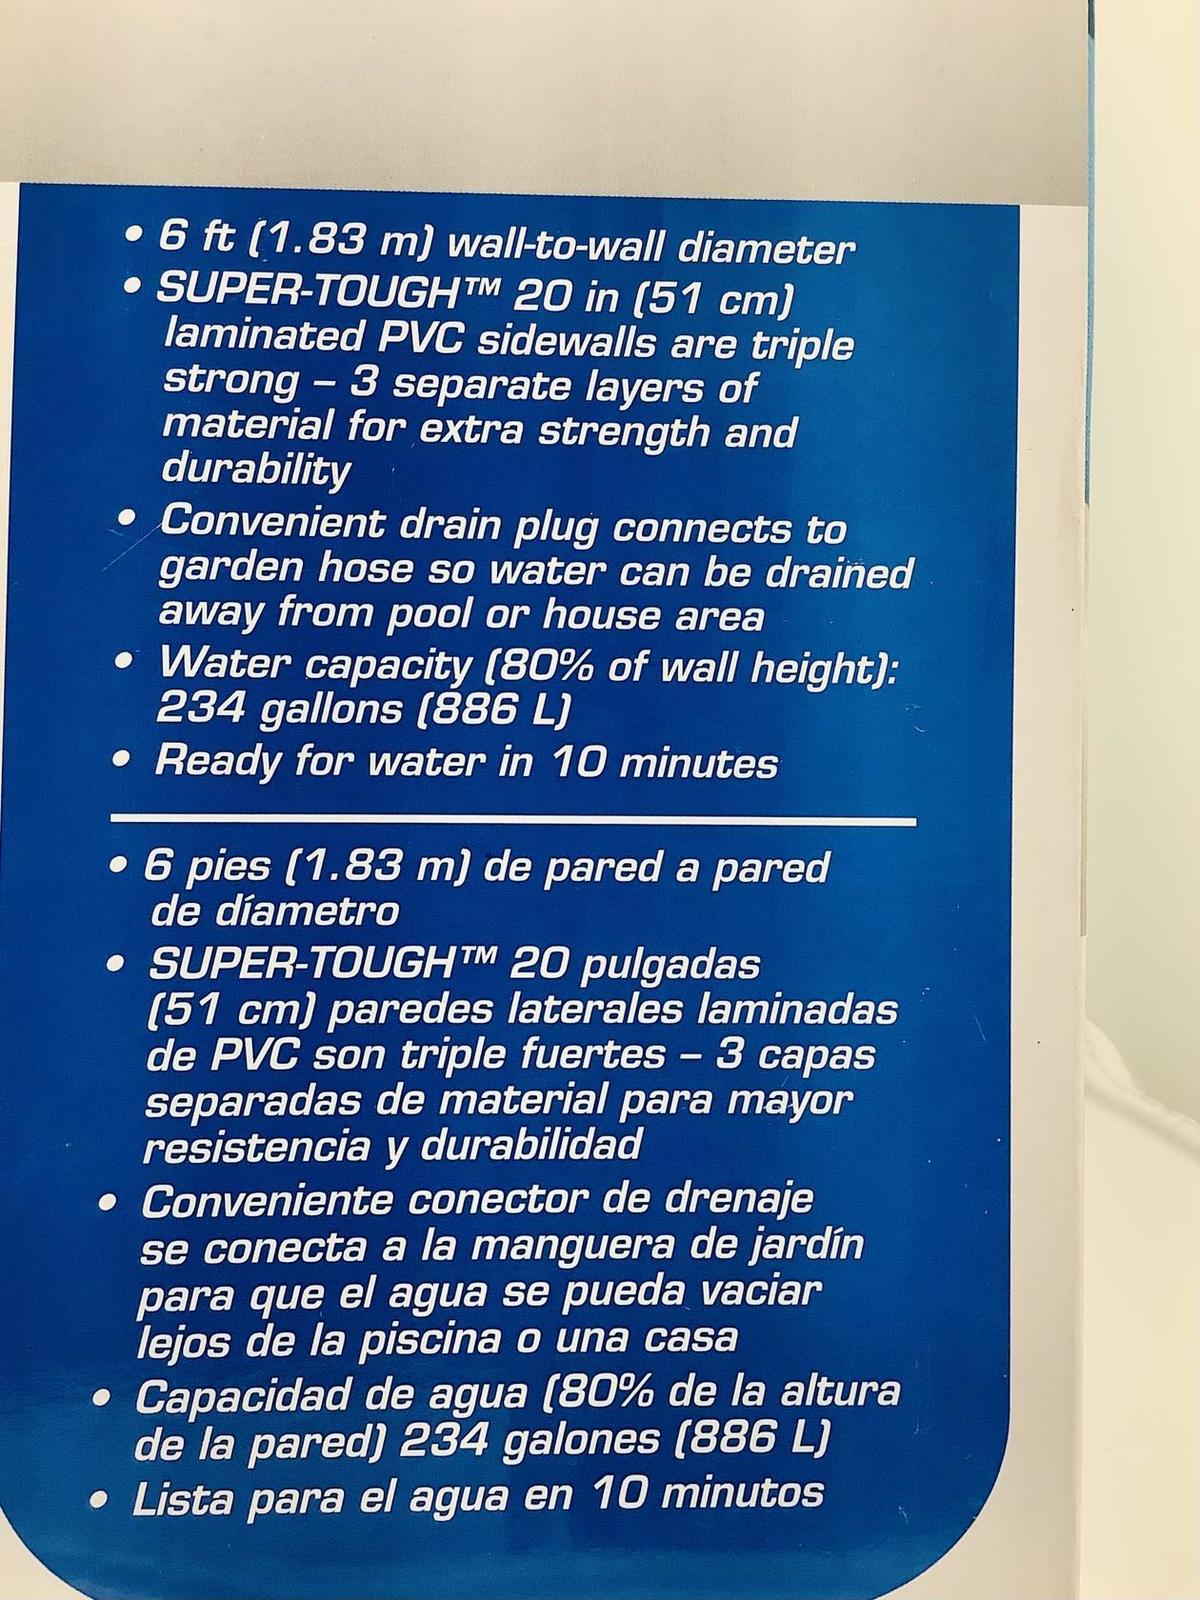 • 6 ft (1.83 m) wall-to-wall diameter
• SUPER-TOUGH™ 20 in (51 cm)
laminated PVC sidewalls are triple
strong – 3 separate layers of
material for extra strength and
durability
• Convenient drain plug connects to
garden hose so water can be drained
away from pool or house area
• Water capacity (80% of wall height):
234 gallons (886 L)
• Ready for water in 10 minutes
• 6 pies (1.83 m) de pared a pared
de díametro
• SUPER-TOUGH™ 20 pulgadas
(51 cm) paredes laterales laminadas
de PVC son triple fuertes – 3 capas
separadas de material para mayor
resistencia y durabilidad
• Conveniente conector de drenaje
se conecta a la manguera de jardín
para que el agua se pueda vaciar
lejos de la piscina o una casa
• Capacidad de agua (80% de la altura
de la pared) 234 galones (886 L)
• Lista para el agua en 10 minutos